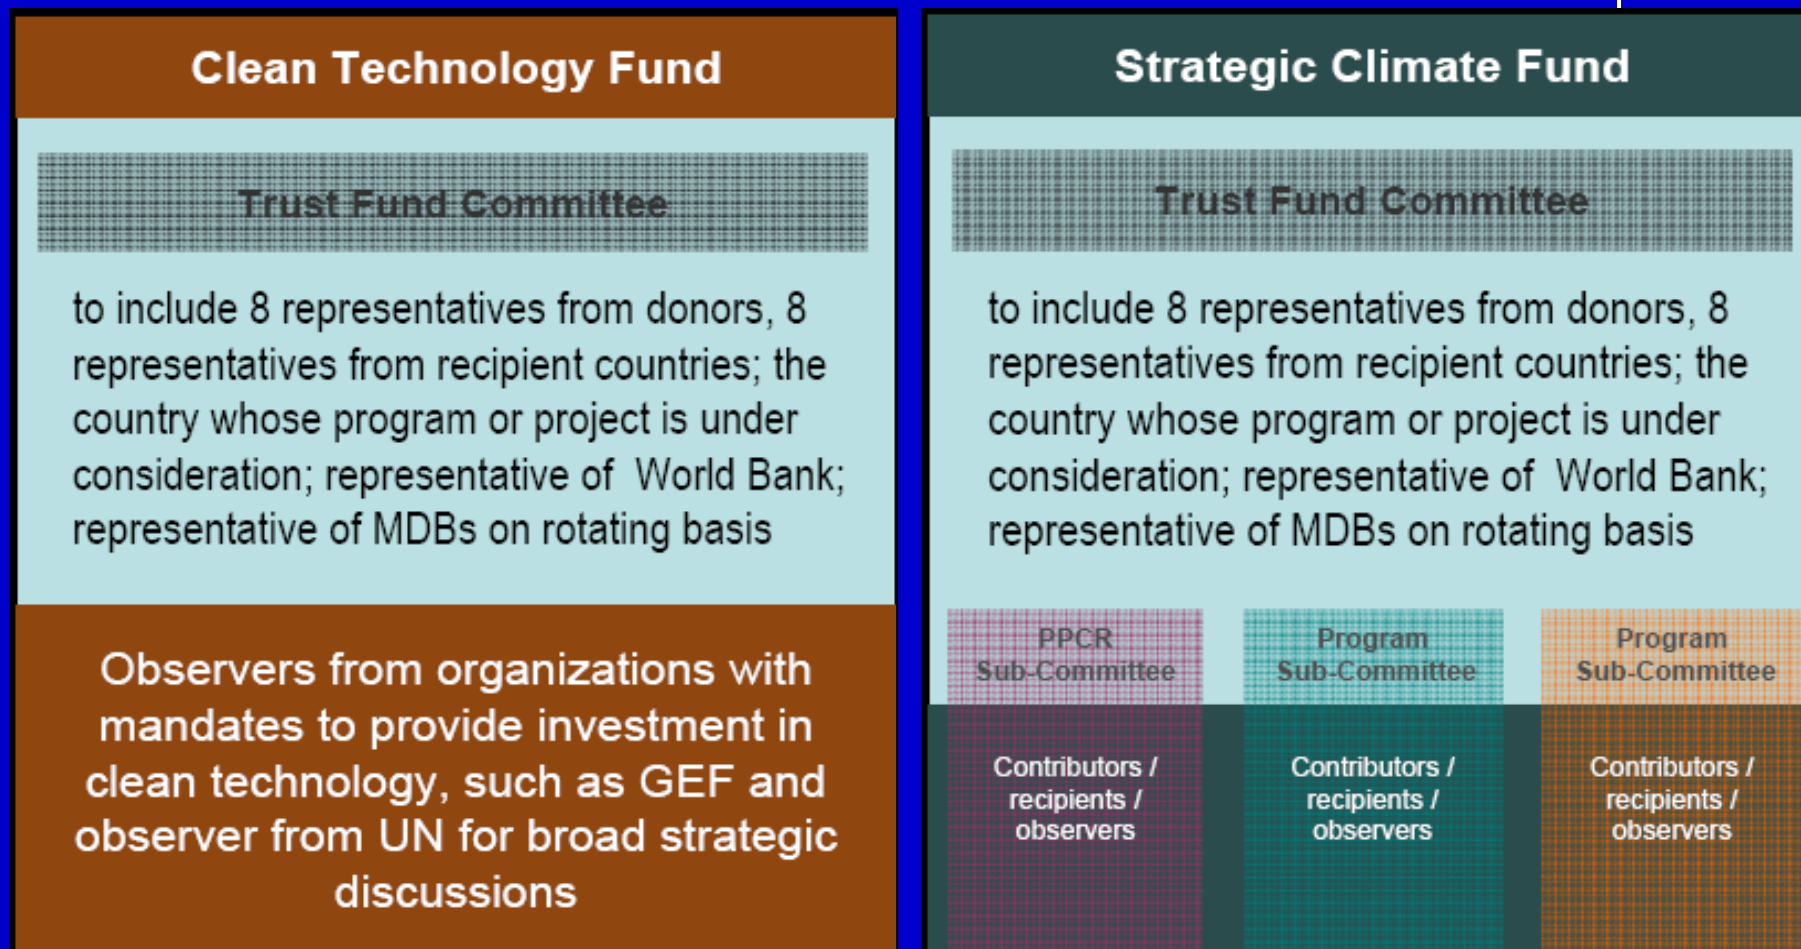 Clean Technology Fund
Trust Fund Committee
to include 8 representatives from donors, 8
representatives from recipient countries; the
country whose program or project is under
consideration; representative of World Bank;
representative of MDBs on rotating basis
Observers from organizations with
mandates to provide investment in
clean technology, such as GEF and
observer from UN for broad strategic
discussions
Strategic Climate Fund
Trust Fund Committee
to include 8 representatives from donors, 8
representatives from recipient countries; the
country whose program or project is under
consideration; representative of World Bank;
representative of MDBs on rotating basis
PPCR
Sub-Committee
Contributors /
recipients /
observers
Program
Sub-Committee
Contributors /
recipients /
observers
Program
Sub-Committee
Contributors /
recipients /
observers